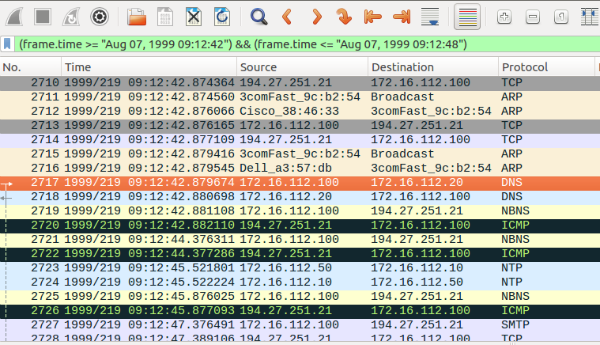 (frame.time >= "Aug 07, 1999 09:12:42") && (frame.time <= "Aug 07, 1999 09:12:48")
No. Time Source Destination Protocol
2710 1999/219 09:12:42.874364 194.27.251.21 172.16.112.100 TCP
2711 1999/219 09:12:42.874560 3comFast_9c:b2:54 Broadcast ARP
2712 1999/219 09:12:42.876066 Cisco_38:46:33 3comFast_9c:b2:54 ARP
2713 1999/219 09:12:42.876165 172.16.112.100 194.27.251.21 TCP
2714 1999/219 09:12:42.877109 194.27.251.21 172.16.112.100 TCP
2715 1999/219 09:12:42.879416 3comFast_9c:b2:54 Broadcast ARP
2716 1999/219 09:12:42.879545 Dell_a3:57:db 3comFast_9c:b2:54 ARP
2717 1999/219 09:12:42.879674 172.16.112.100 172.16.112.20 DNS
2718 1999/219 09:12:42.880698 172.16.112.20 172.16.112.100 DNS
2719 1999/219 09:12:42.881108 172.16.112.100 194.27.251.21 NBNS
2720 1999/219 09:12:42.882110 194.27.251.21 172.16.112.100 ICMP
2721 1999/219 09:12:44.376311 172.16.112.100 194.27.251.21 NBNS
2722 1999/219 09:12:44.377286 194.27.251.21 172.16.112.100 ICMP
2723 1999/219 09:12:45.521801 172.16.112.50 172.16.112.10 NTP
2724 1999/219 09:12:45.522224 172.16.112.10 172.16.112.50 NTP
2725 1999/219 09:12:45.876025 172.16.112.100 194.27.251.21 NBNS
2726 1999/219 09:12:45.877093 194.27.251.21 172.16.112.100 ICMP
2727 1999/219 09:12:47.376491 172.16.112.100 194.27.251.21 SMTP
2728 1999/219 09:12:47.389106 194.27.251.21 172.16.112.100 TCP